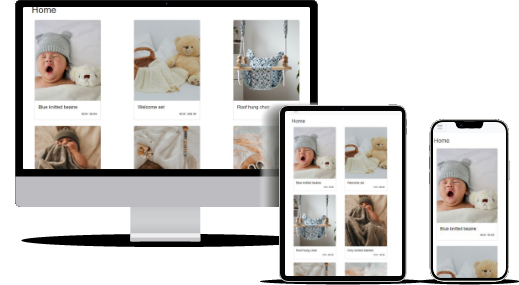 Home
Blue knitted beanie
Welcome set
Roof hung chair
Home
Blue knitted beanie
Welcome set
Roof hung chair
Grey knitted blanket
Home
Blue knitted beanie